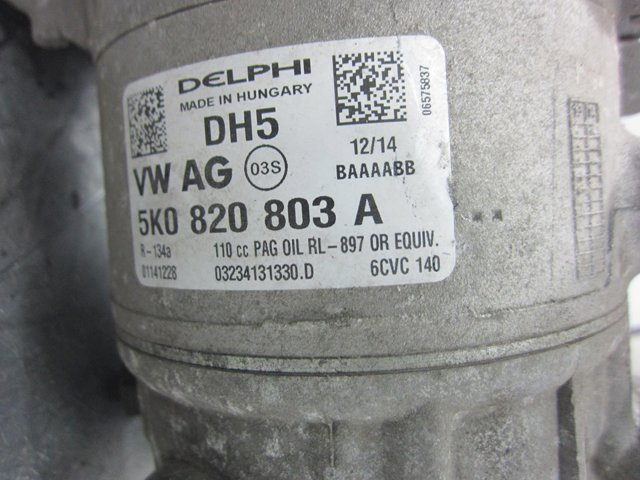 DELPHI
MADE IN HUNGARY
DH5
12/14
VW AG 03S BAAAABB
5K0 820 803 A
R-134a 110 cc PAG OIL RL-897 OR EQUIV.
01141228 03234131330.D 6CVC 140
06575837